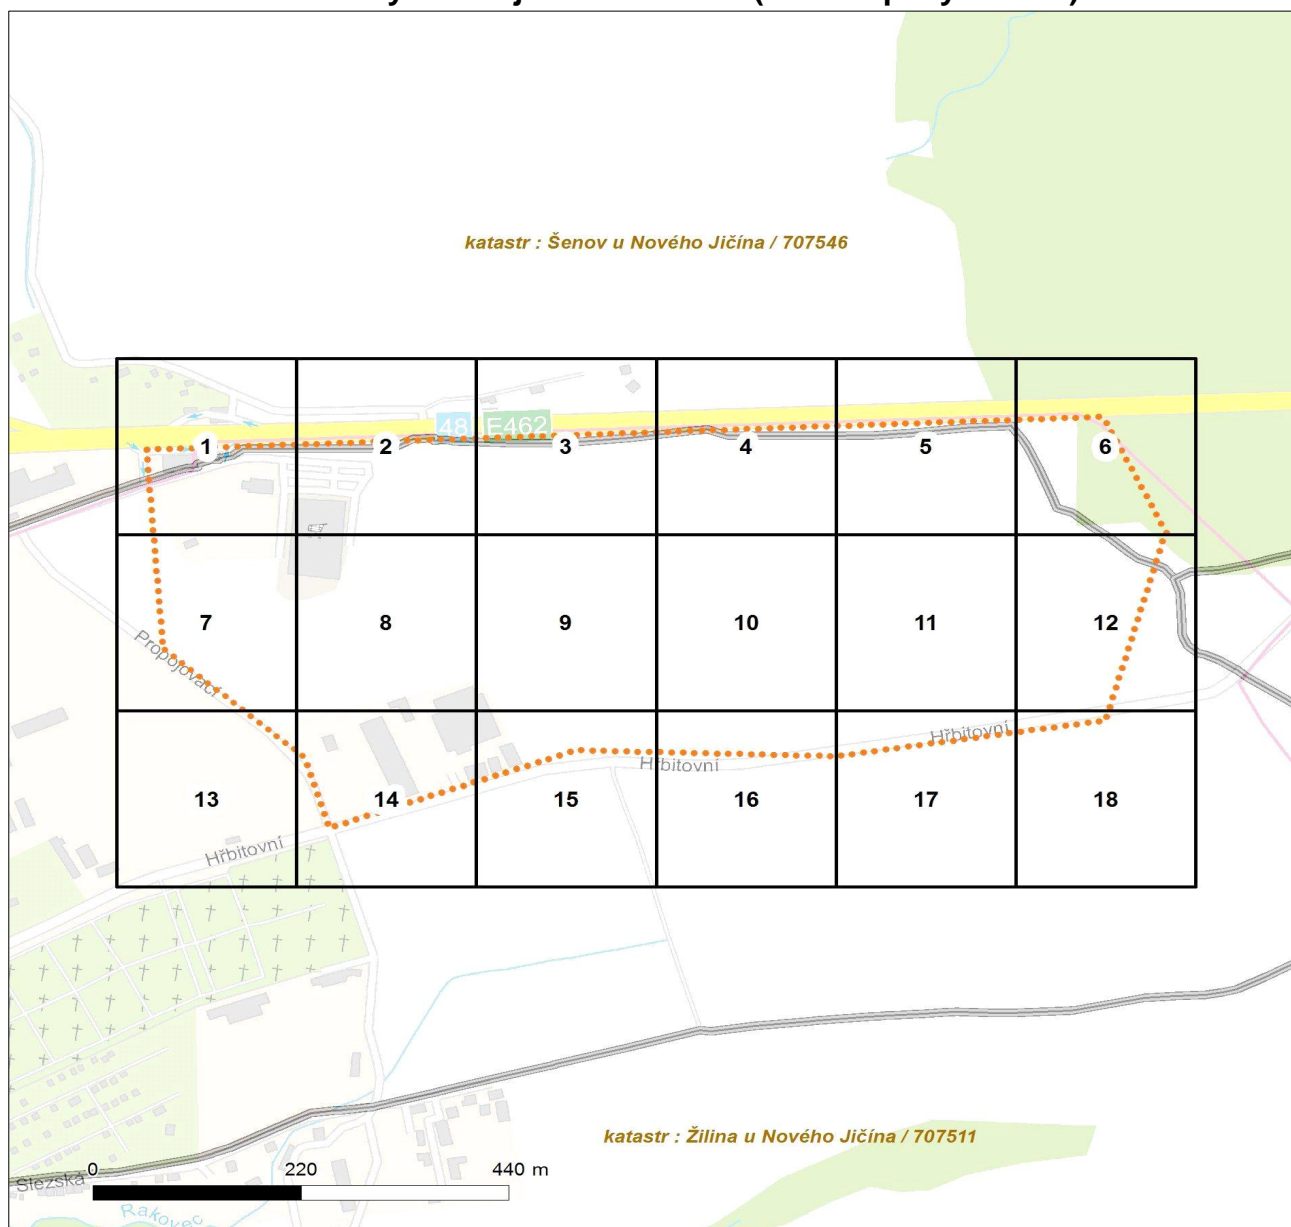 katastr : Šenov u Nového Jičína / 707546
48 E462
1 2 3 4 5 6
7 8 9 10 11 12
Propojovací
Hřbitovní
Hřbitovní
13 14 15 16 17 18
Hřbitovní
katastr : Žilina u Nového Jičína / 707511
0 220 440 m
Slezská
Rakovec